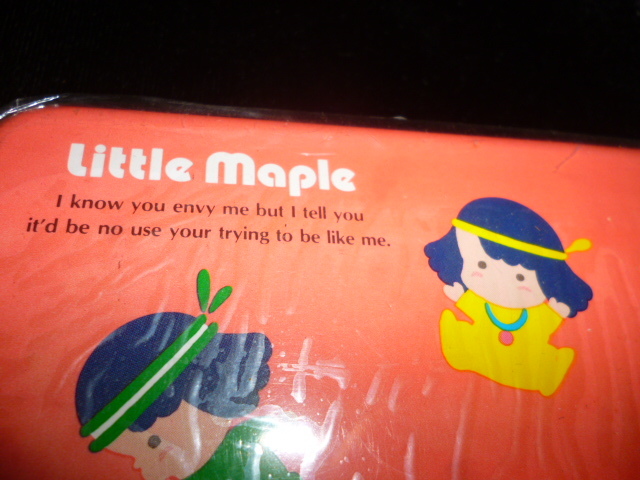 Little Maple
I know you envy me but I tell you
it'd be no use your trying to be like me.